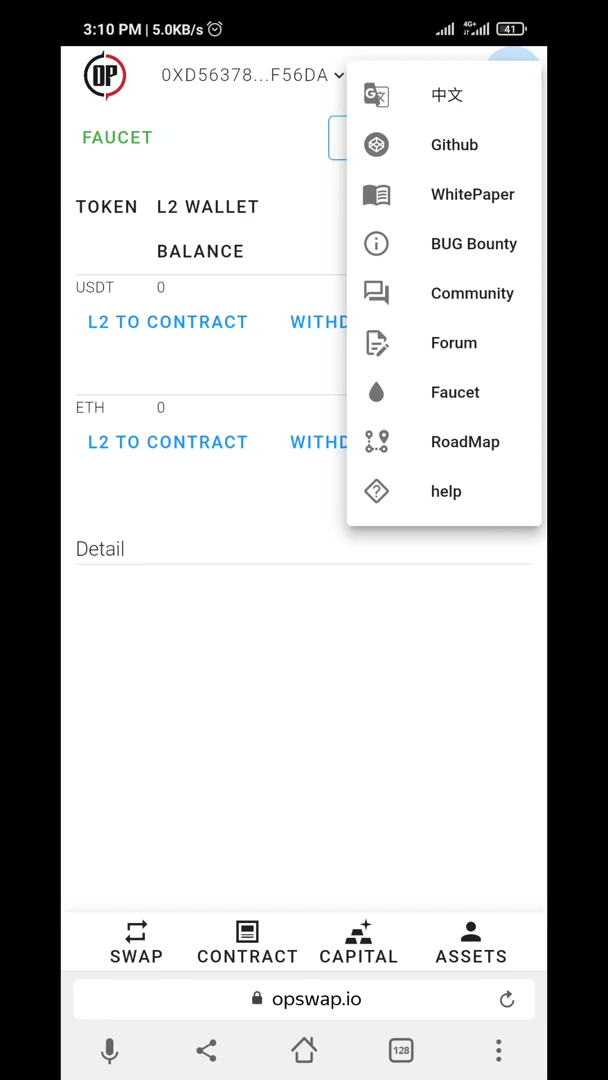 3:10 PM | 5.0KB/s
4G+
41
OP
0XD56378...F56DA
FAUCET
中文
Github
WhitePaper
BUG Bounty
Community
Forum
Faucet
RoadMap
help
TOKEN L2 WALLET
BALANCE
USDT 0
L2 TO CONTRACT WITHD
ETH 0
L2 TO CONTRACT WITHD
Detail
SWAP CONTRACT CAPITAL ASSETS
opswap.io
128